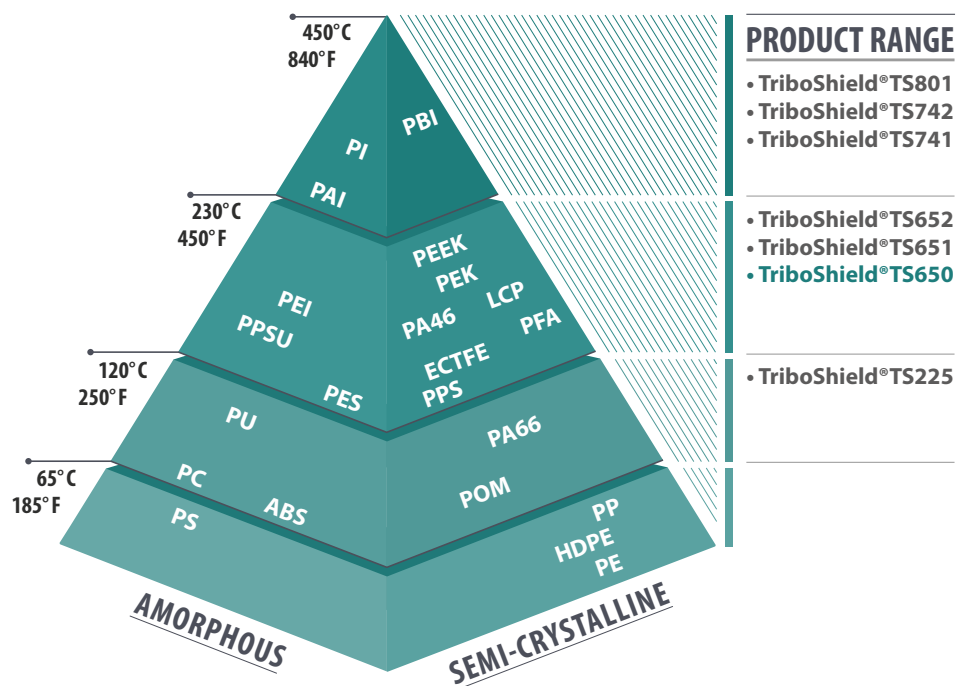 450°C
840°F
PBI
PI
PAI
230°C
450°F
PEEK
PEK
LCP
PEI
PA46
PFA
PPSU
ECTFE
PPS
PES
120°C
250°F
PU
PA66
PC
POM
ABS
65°C
185°F
PS
PP
HDPE
PE
AMORPHOUS
SEMI-CRYSTALLINE
PRODUCT RANGE
• TriboShield®TS801
• TriboShield®TS742
• TriboShield®TS741
• TriboShield®TS652
• TriboShield®TS651
• TriboShield®TS650
• TriboShield®TS225